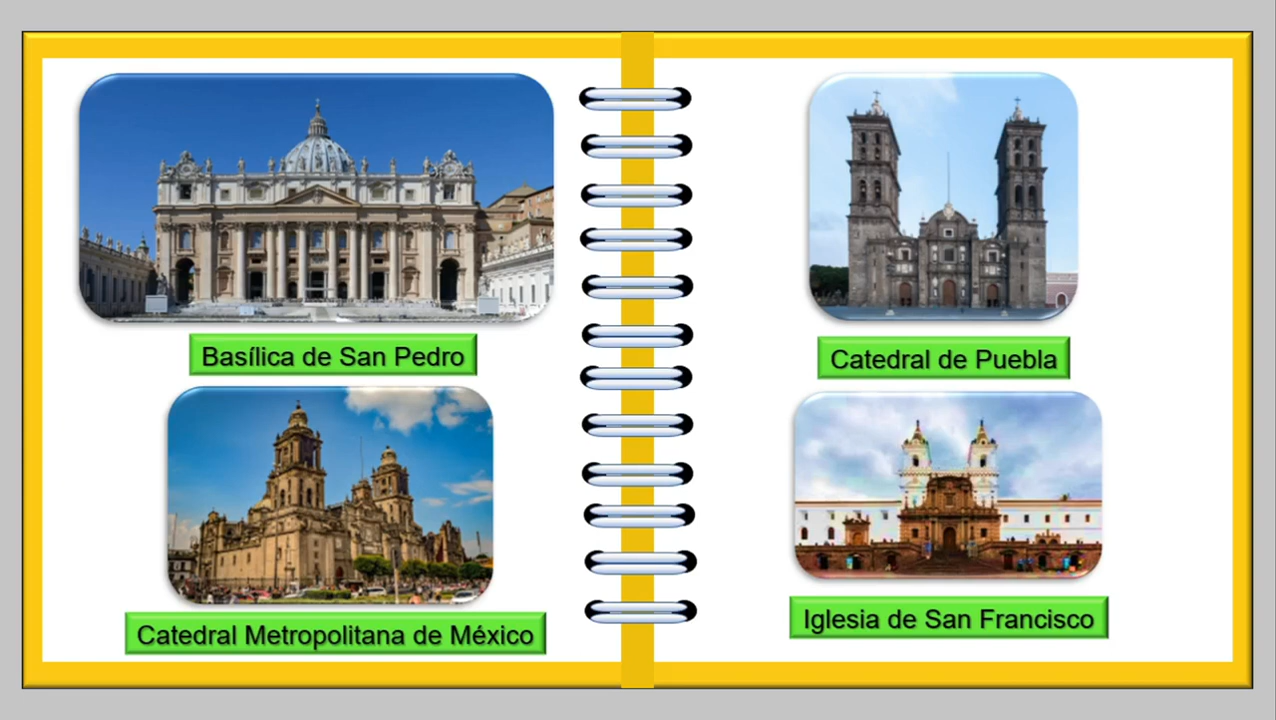 Basílica de San Pedro
Catedral Metropolitana de México
Catedral de Puebla
Iglesia de San Francisco